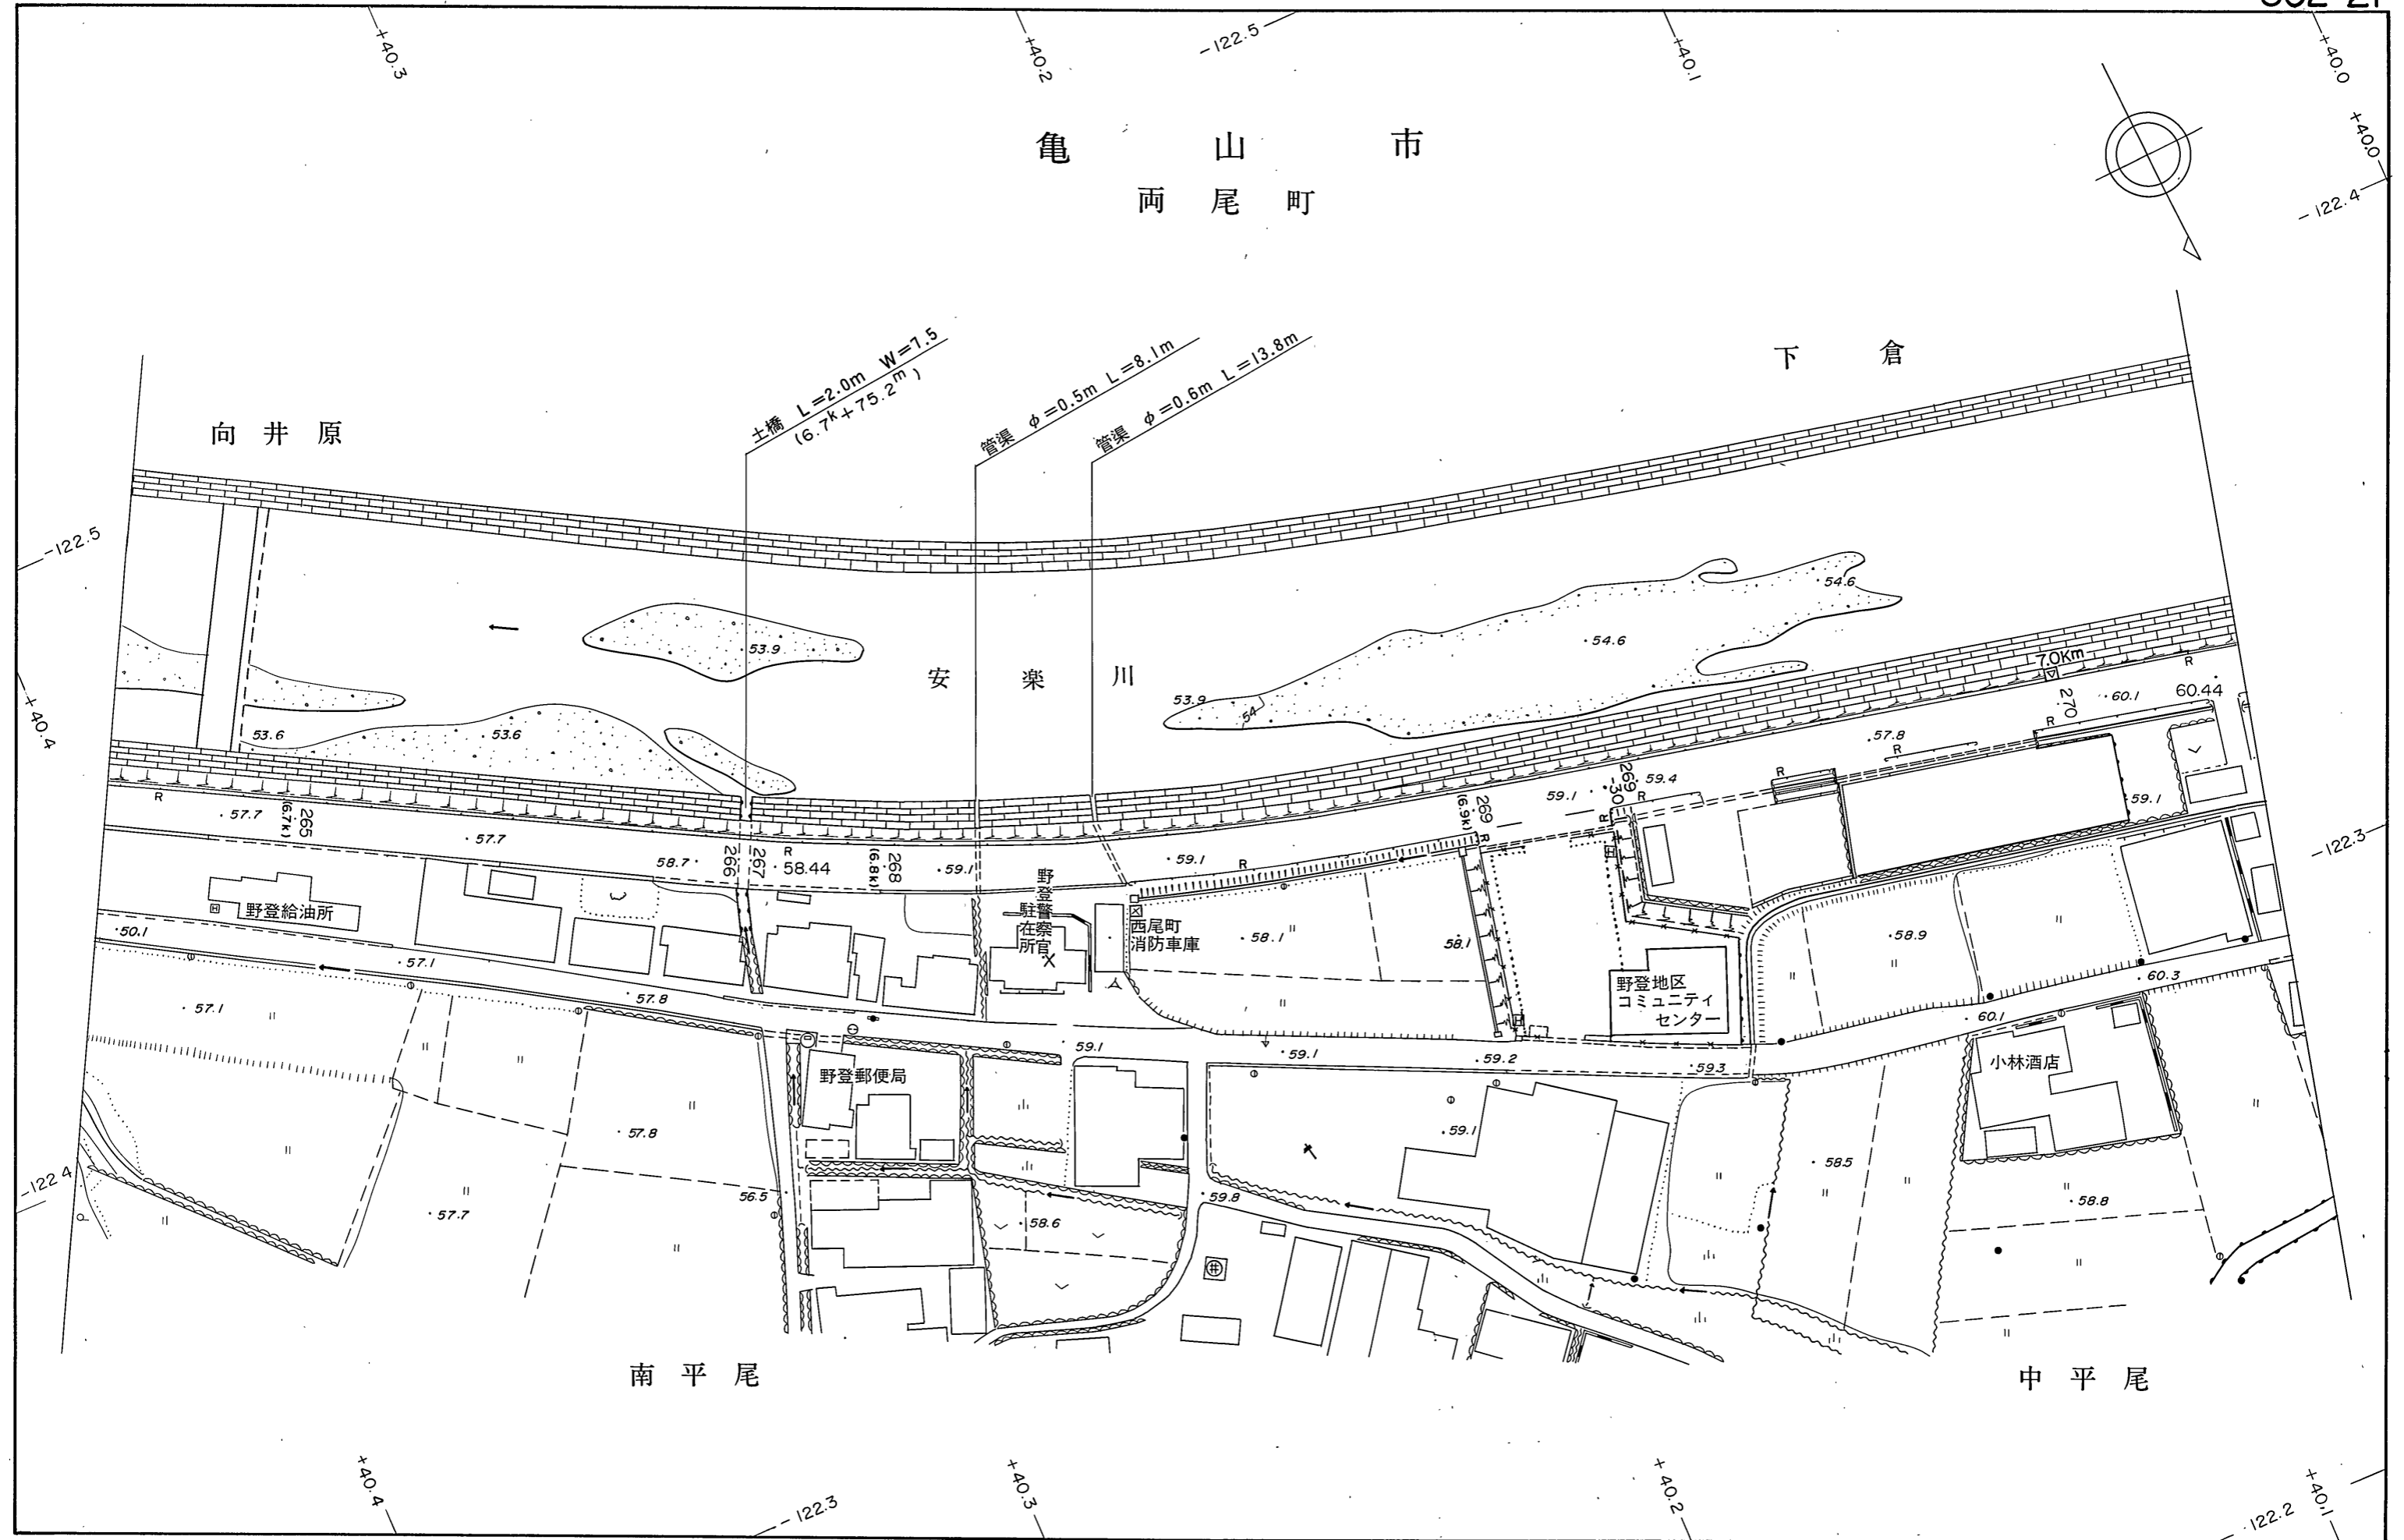 +40.3
+40.2
-122.5
+40.1
+40.0
+40.0
-122.4
亀山市
両尾町
下倉
向井原
土橋 L=2.0m W=7.5
(6.7k+75.2m)
管渠 φ=0.5m L=8.1m
管渠 φ=0.6m L=13.8m
-122.5
+40.4
54.6
54.6
53.9
安楽川
53.9
54
53.6
53.6
7.0Km
R
270
60.1
60.44
R
57.8
R
R
59.4
269
-30
59.1
R
R
269
(6.9k)
R
R
57.7
265
(6.7k)
57.7
58.7
266
267
R
58.44
268
(6.8k)
59.1
59.1
R
59.1
-122.3
野登給油所
野登
駐在所
警察官
西尾町
消防車庫
58.1
58.1
58.9
50.1
57.1
57.8
57.1
野登地区
コミュニティ
センター
60.3
60.1
59.1
59.1
59.2
59.3
野登郵便局
小林酒店
57.8
59.1
58.5
-122.4
57.7
56.5
58.6
59.8
58.8
南平尾
中平尾
+40.4
-122.3
+40.3
+40.2
-122.2
+40.1